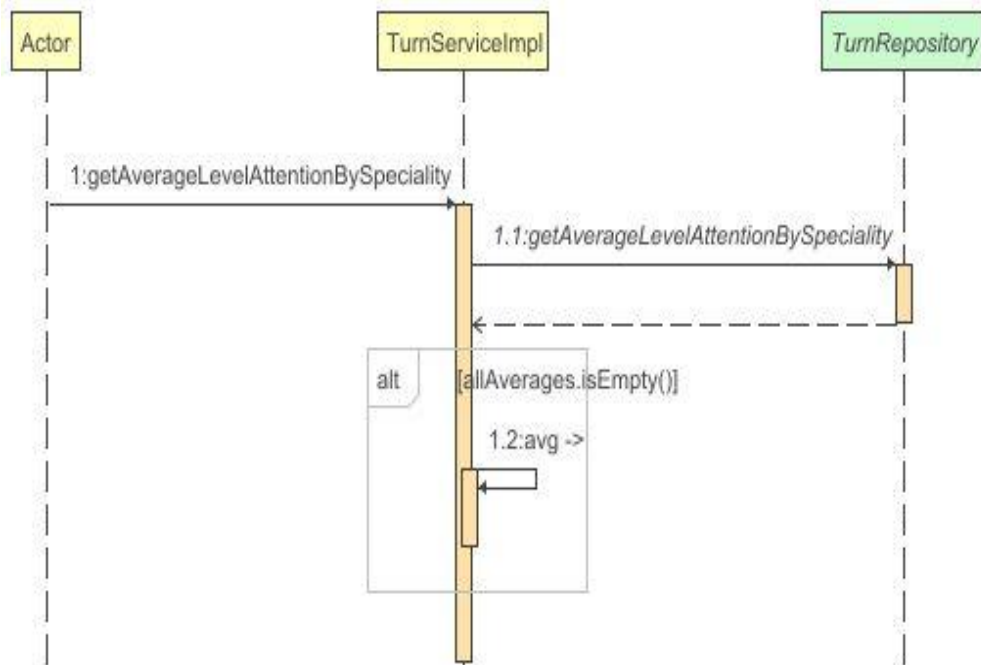 Actor
TurnServiceImpl
TurnRepository
1:getAverageLevelAttentionBySpeciality
1.1:getAverageLevelAttentionBySpeciality
alt
[allAverages.isEmpty()]
1.2:avg ->